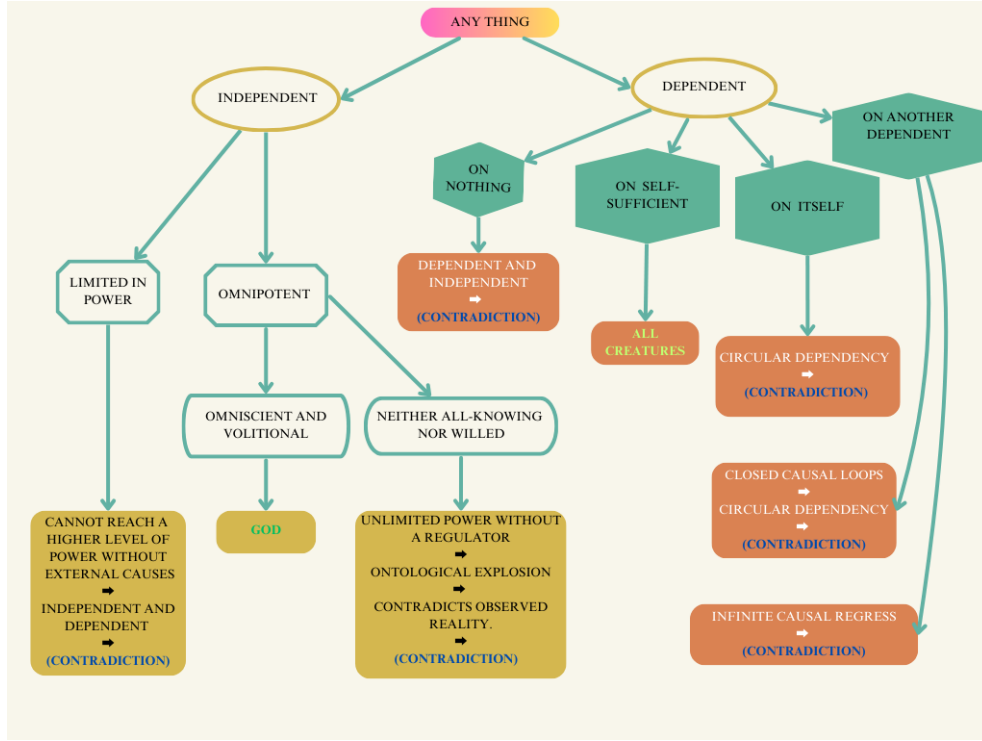 ANY THING
INDEPENDENT
DEPENDENT
ON ANOTHER
DEPENDENT
ON
NOTHING
ON SELF-
SUFFICIENT
ON ITSELF
LIMITED IN
POWER
OMNIPOTENT
DEPENDENT AND
INDEPENDENT
➡
(CONTRADICTION)
ALL
CREATURES
CIRCULAR DEPENDENCY
➡
(CONTRADICTION)
OMNISCIENT AND
VOLITIONAL
NEITHER ALL-KNOWING
NOR WILLED
CLOSED CAUSAL LOOPS
➡
CIRCULAR DEPENDENCY
➡
(CONTRADICTION)
CANNOT REACH A
HIGHER LEVEL OF
POWER WITHOUT
EXTERNAL CAUSES
➡
INDEPENDENT AND
DEPENDENT
➡
(CONTRADICTION)
GOD
UNLIMITED POWER WITHOUT
A REGULATOR
➡
ONTOLOGICAL EXPLOSION
➡
CONTRADICTS OBSERVED
REALITY.
➡
(CONTRADICTION)
INFINITE CAUSAL REGRESS
➡
(CONTRADICTION)